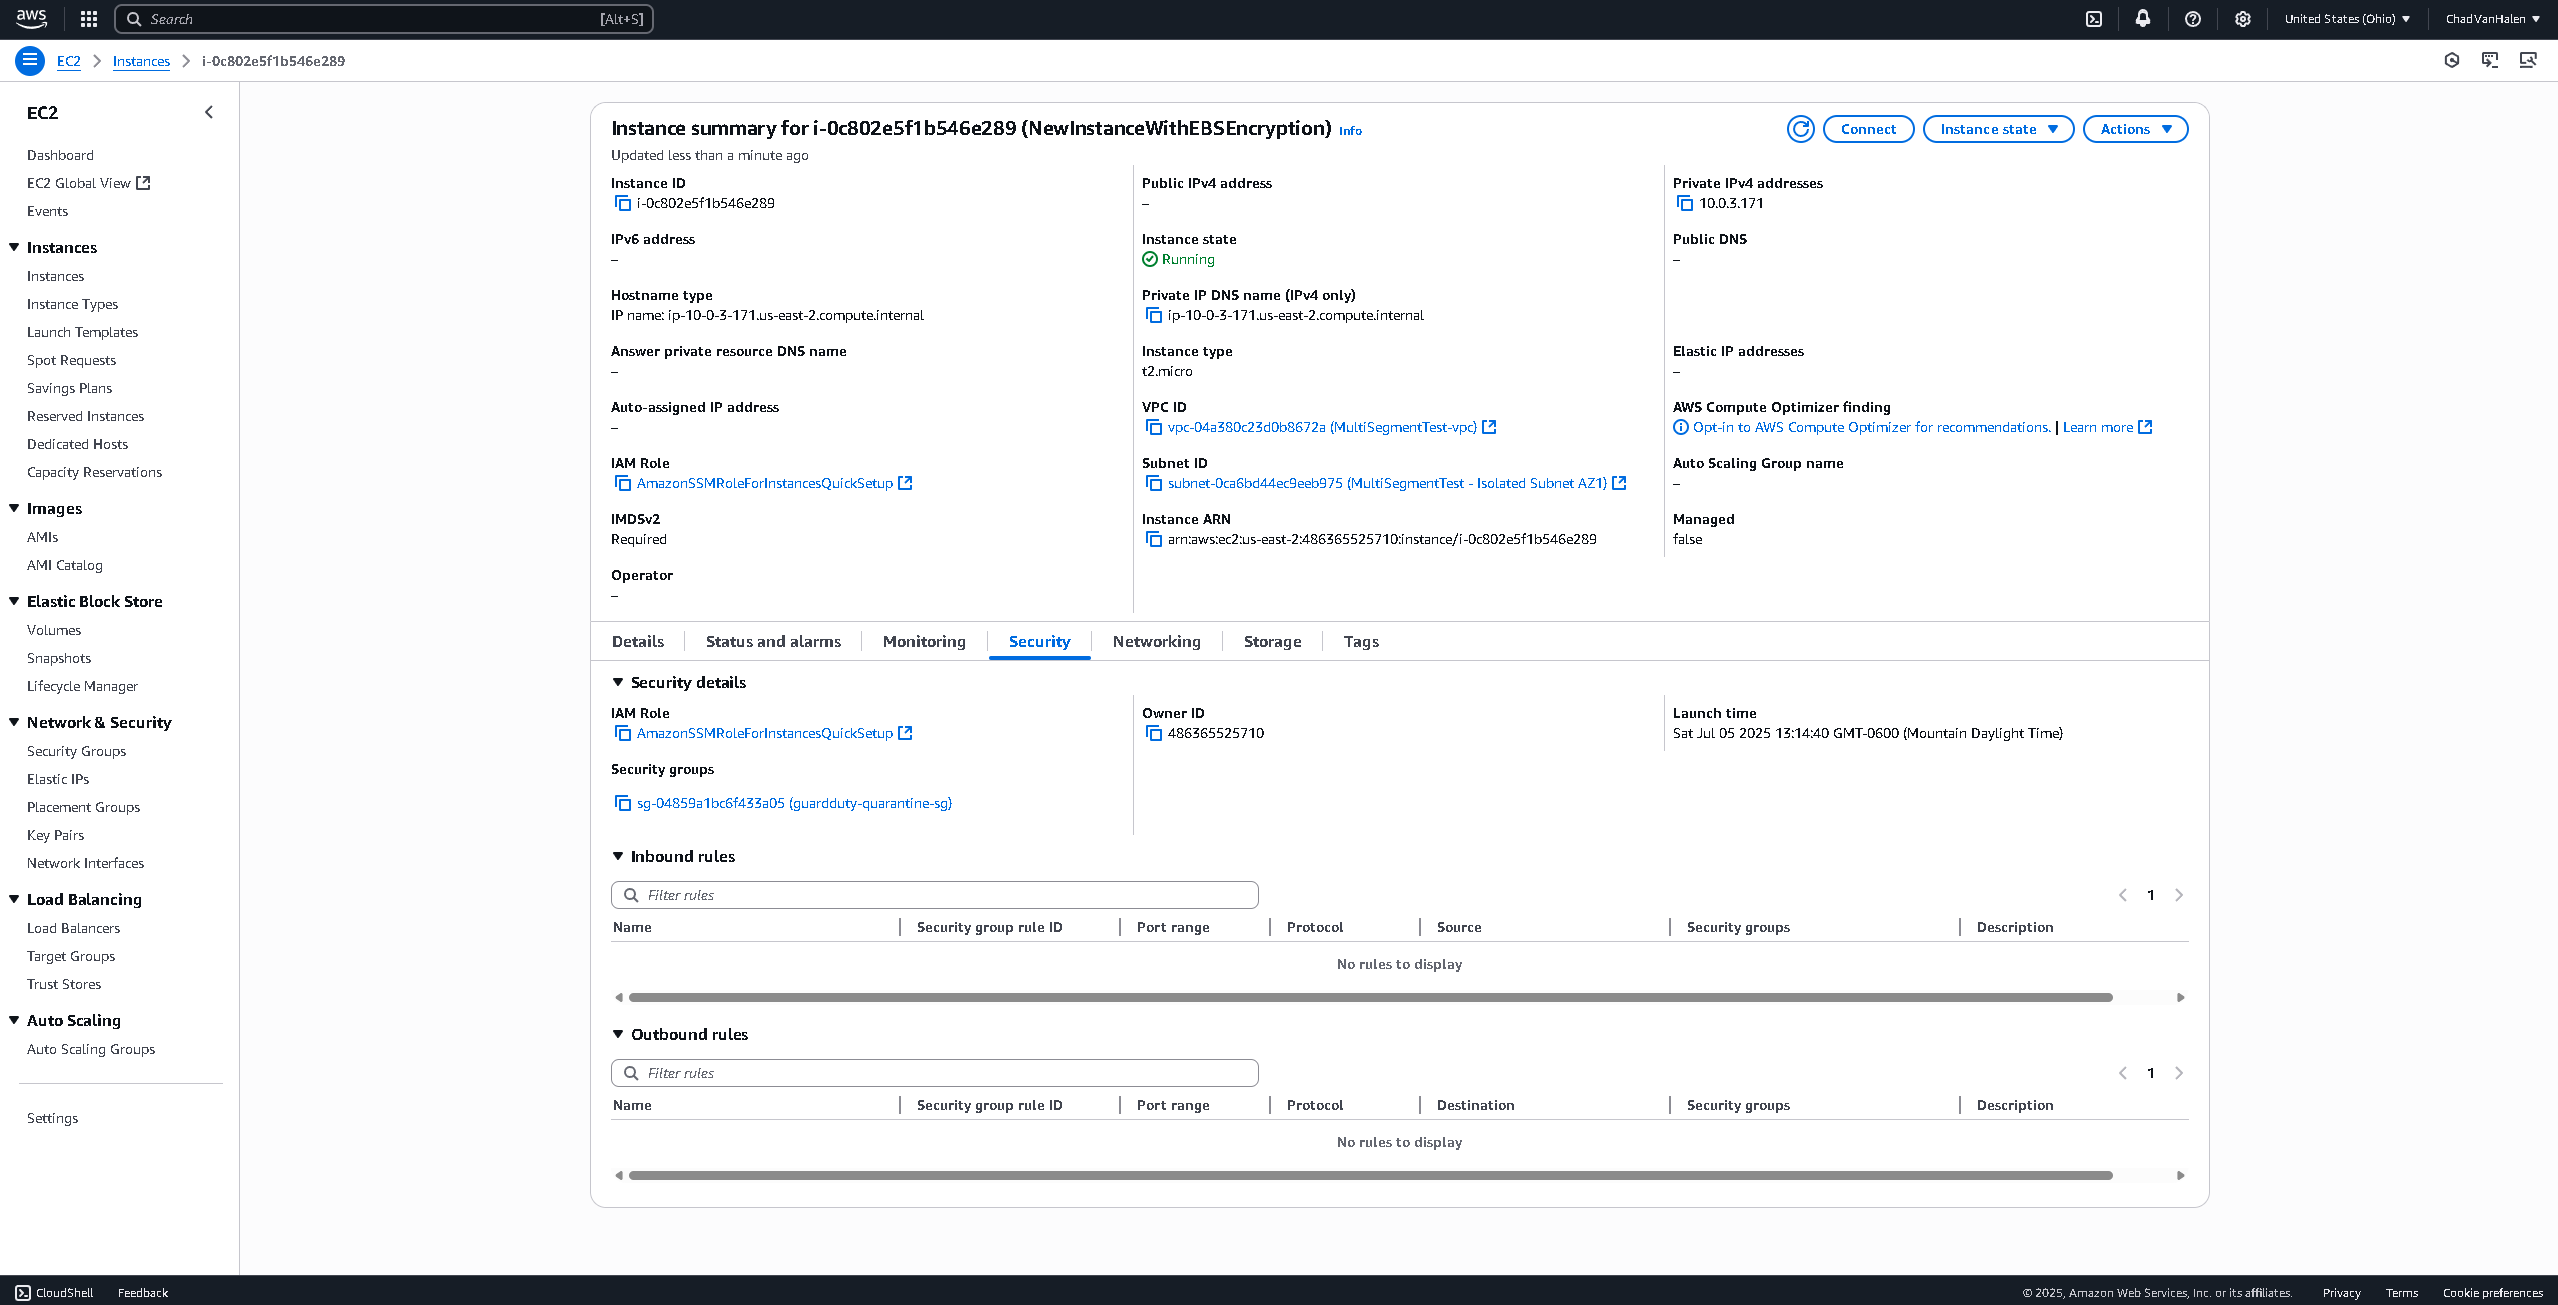 aws
Search
[Alt+S]
United States (Ohio)
ChadVanHalen
EC2
Instances
i-0c802e5f1b546e289
EC2
Dashboard
EC2 Global View
Events
Instances
Instances
Instance Types
Launch Templates
Spot Requests
Savings Plans
Reserved Instances
Dedicated Hosts
Capacity Reservations
Images
AMIs
AMI Catalog
Elastic Block Store
Volumes
Snapshots
Lifecycle Manager
Network & Security
Security Groups
Elastic IPs
Placement Groups
Key Pairs
Network Interfaces
Load Balancing
Load Balancers
Target Groups
Trust Stores
Auto Scaling
Auto Scaling Groups
Settings
Instance summary for i-0c802e5f1b546e289 (NewInstanceWithEBSEncryption) Info
Updated less than a minute ago
Connect
Instance state
Actions
Instance ID
i-0c802e5f1b546e289
Public IPv4 address
–
Private IPv4 addresses
10.0.3.171
IPv6 address
–
Instance state
Running
Public DNS
–
Hostname type
IP name: ip-10-0-3-171.us-east-2.compute.internal
Private IP DNS name (IPv4 only)
ip-10-0-3-171.us-east-2.compute.internal
Answer private resource DNS name
–
Instance type
t2.micro
Elastic IP addresses
–
Auto-assigned IP address
–
VPC ID
vpc-04a380c23d0b8672a (MultiSegmentTest-vpc)
AWS Compute Optimizer finding
Opt-in to AWS Compute Optimizer for recommendations. | Learn more
IAM Role
AmazonSSMRoleForInstancesQuickSetup
Subnet ID
subnet-0ca6bd44ec9eeb975 (MultiSegmentTest - Isolated Subnet AZ1)
Auto Scaling Group name
–
IMDSv2
Required
Instance ARN
arn:aws:ec2:us-east-2:486365525710:instance/i-0c802e5f1b546e289
Managed
false
Operator
–
Details
Status and alarms
Monitoring
Security
Networking
Storage
Tags
Security details
IAM Role
AmazonSSMRoleForInstancesQuickSetup
Owner ID
486365525710
Launch time
Sat Jul 05 2025 13:14:40 GMT-0600 (Mountain Daylight Time)
Security groups
sg-04859a1bc6f433a05 (guardduty-quarantine-sg)
Inbound rules
Filter rules
1
Name
Security group rule ID
Port range
Protocol
Source
Security groups
Description
No rules to display
Outbound rules
Filter rules
1
Name
Security group rule ID
Port range
Protocol
Destination
Security groups
Description
No rules to display
CloudShell
Feedback
© 2025, Amazon Web Services, Inc. or its affiliates.
Privacy
Terms
Cookie preferences